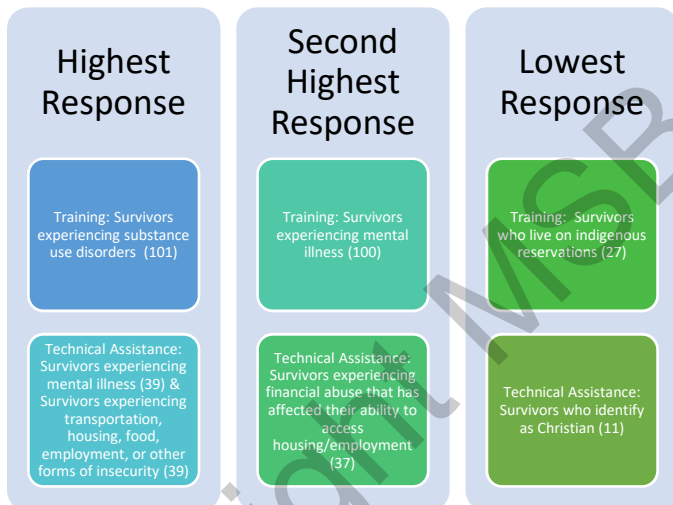 Highest
Response
Training: Survivors
experiencing substance
use disorders (101)
Technical Assistance:
Survivors experiencing
mental illness (39) &
Survivors experiencing
transportation,
housing, food,
employment, or other
forms of insecurity (39)
Second
Highest
Response
Training: Survivors
experiencing mental
illness (100)
Technical Assistance:
Survivors experiencing
financial abuse that has
affected their ability to
access
housing/employment
(37)
Lowest
Response
Training: Survivors
who live on indigenous
reservations (27)
Technical Assistance:
Survivors who identify
as Christian (11)